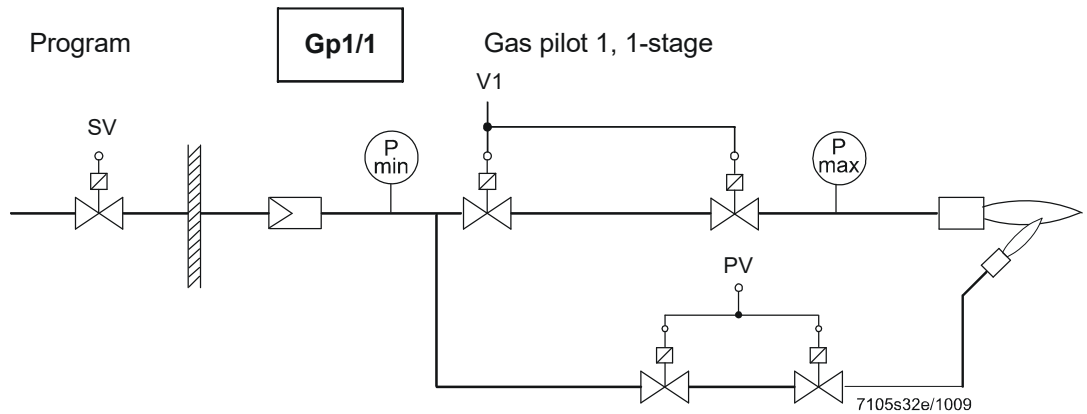 Program
Gp1/1
Gas pilot 1, 1-stage
V1
SV
P
min
P
max
PV
7105s32e/1009